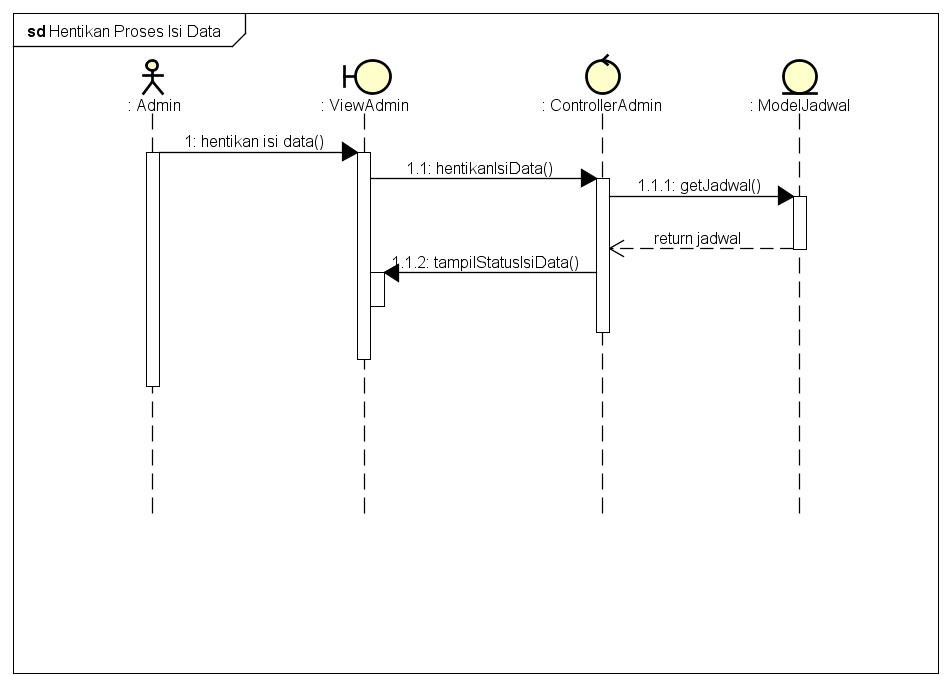 sd Hentikan Proses Isi Data
: Admin
: ViewAdmin
: ControllerAdmin
: ModelJadwal
1: hentikan isi data()
1.1: hentikanIsiData()
1.1.1: getJadwal()
return jadwal
1.1.2: tampilStatusIsiData()